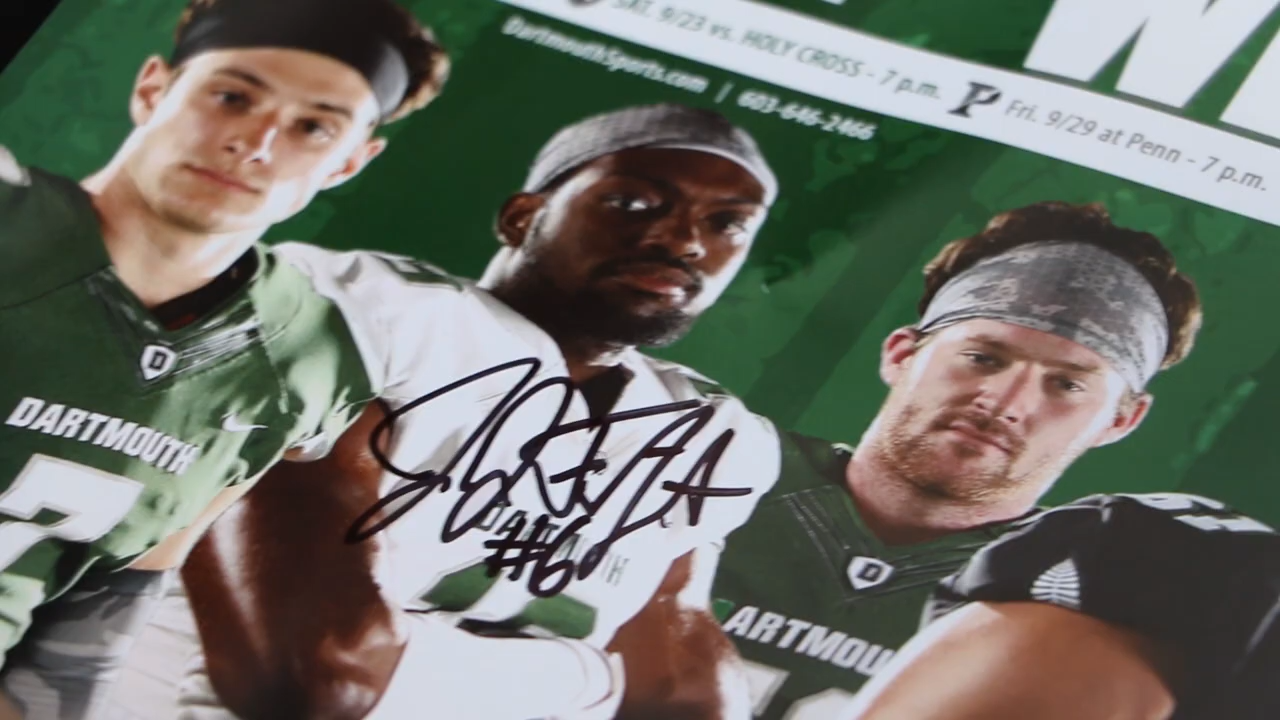 SAT. 9/23 vs. HOLY CROSS - 7 p.m. P Fri. 9/29 at Penn - 7 p.m.
DartmouthSports.com | 603-646-2466
D
DARTMOUTH
7
#6
D
ARTMOU